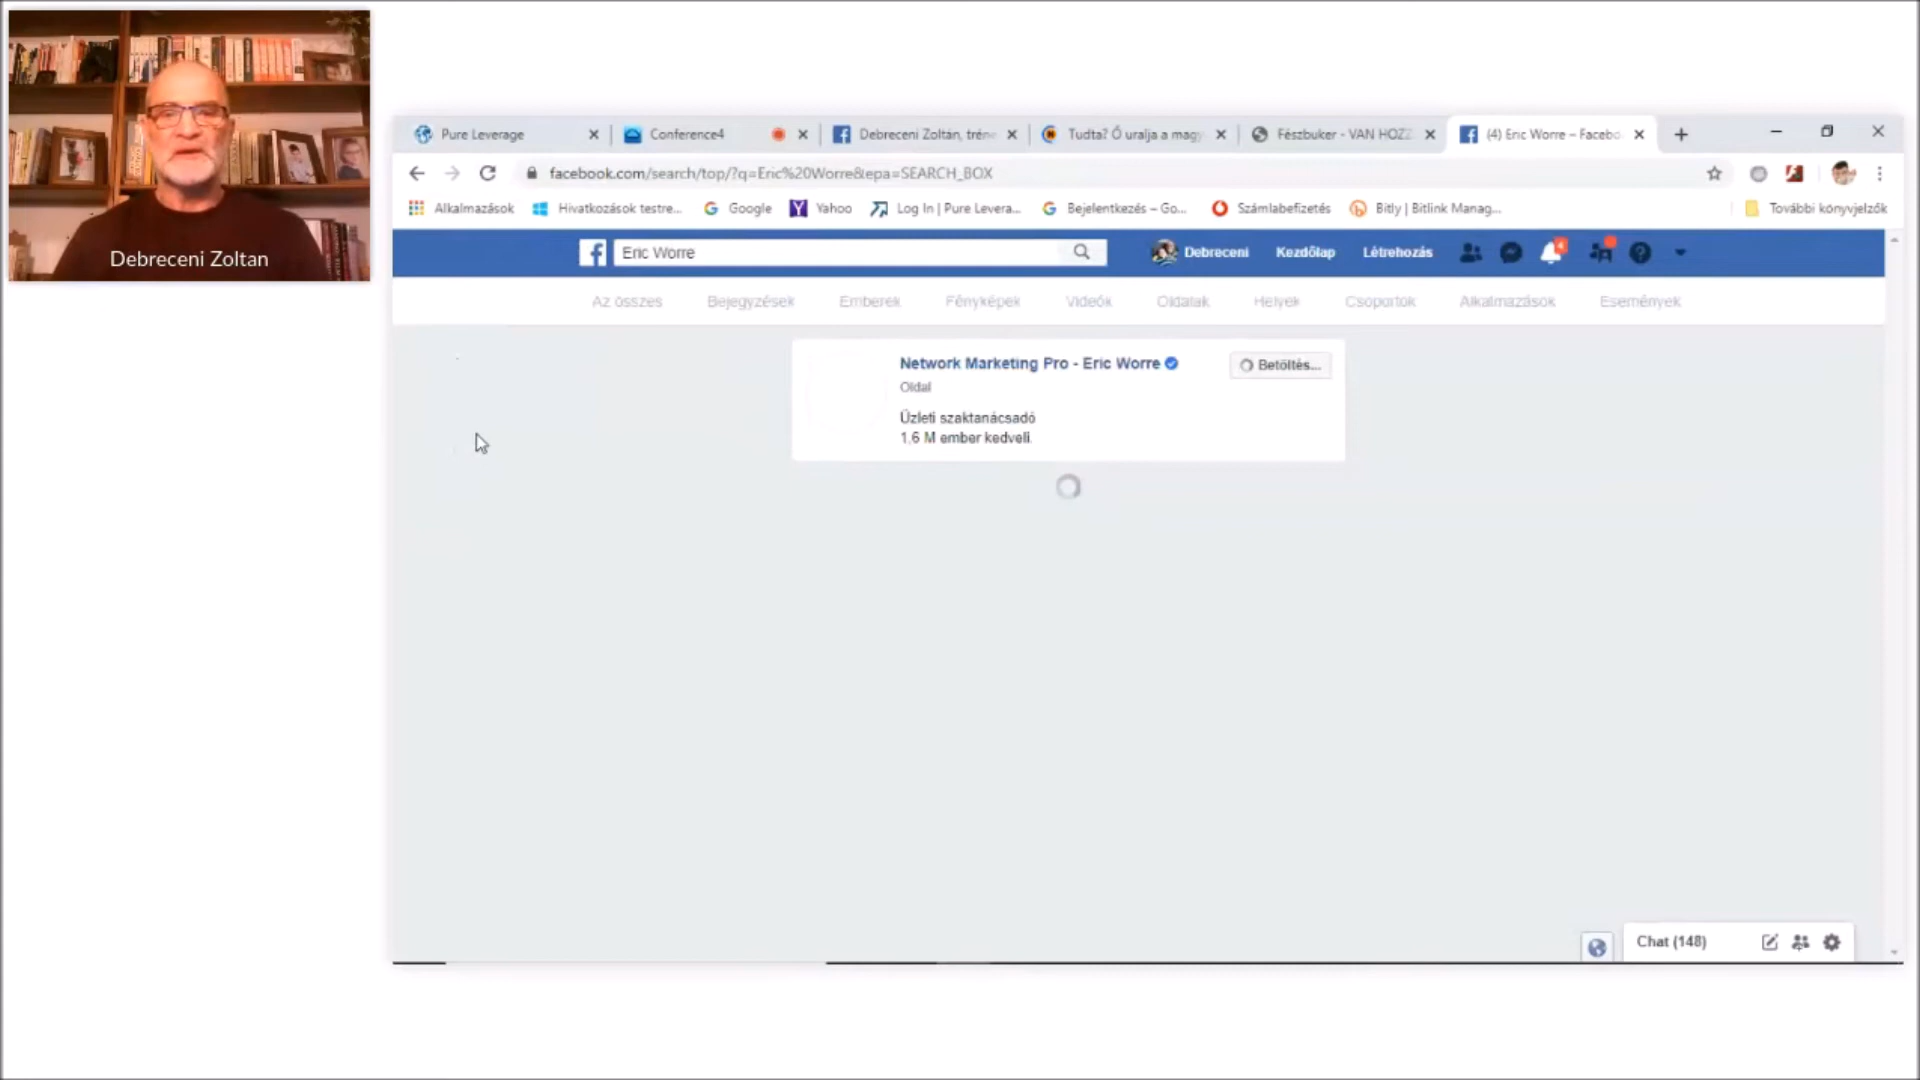 Debreceni Zoltan
Pure Leverage
Conference4
Debreceni Zoltán, tréne
Tudta? Ő uralja a magy
Fészbuker - VAN HOZZ
(4) Eric Worre – Facebo
facebook.com/search/top/?q=Eric%20Worre&epa=SEARCH_BOX
Alkalmazások
Hivatkozások testre...
Google
Yahoo
Log In | Pure Levera...
Bejelentkezés – Go...
Számlabefizetés
Bitly | Bitlink Manag...
További könyvjelzők
Eric Worre
Debreceni
Kezdőlap
Létrehozás
4
Az összes
Bejegyzések
Emberek
Fényképek
Videók
Oldalak
Helyek
Csoportok
Alkalmazások
Események
Network Marketing Pro - Eric Worre
Betöltés...
Oldal
Üzleti szaktanácsadó
1,6 M ember kedveli.
Chat (148)